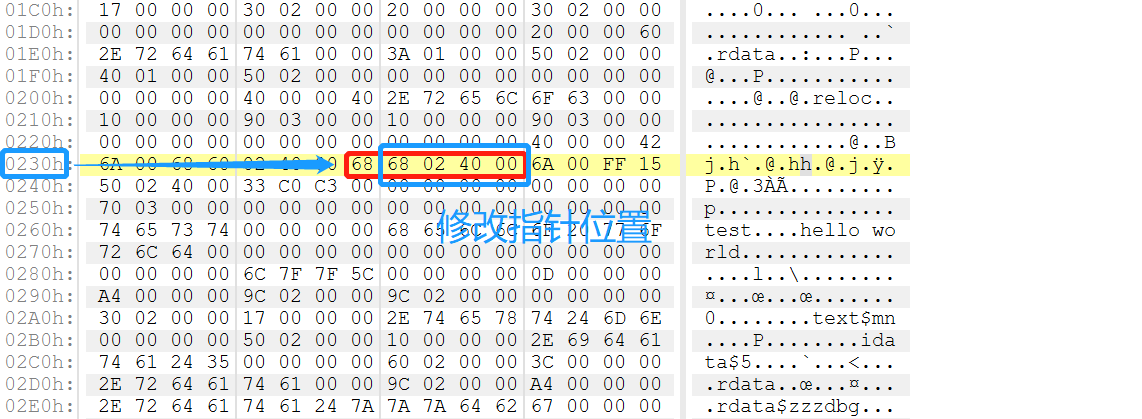 01C0h: 17 00 00 00 30 02 00 00 20 00 00 00 30 02 00 00 ....0... ...0...
01D0h: 00 00 00 00 00 00 00 00 00 00 00 00 20 00 00 60 ............ ..`
01E0h: 2E 72 64 61 74 61 00 00 3A 01 00 00 50 02 00 00 .rdata..:...P...
01F0h: 40 01 00 00 50 02 00 00 00 00 00 00 00 00 00 00 @...P...........
0200h: 00 00 00 00 40 00 00 40 2E 72 65 6C 6F 63 00 00 ....@..@.reloc..
0210h: 10 00 00 00 90 03 00 00 10 00 00 00 90 03 00 00 ................
0220h: 00 00 00 00 00 00 00 00 00 00 00 00 40 00 00 42 ............@..B
0230h: 6A 00 68 60 02 40 00 68 68 02 40 00 6A 00 FF 15 j.h`.@.hh.@.j.ÿ.
0240h: 50 02 40 00 33 C0 C3 00 00 00 00 00 00 00 00 00 P.@.3ÀÃ.........
0250h: 70 03 00 00 00 00 00 00 00 00 00 00 00 00 00 00 p...............
修改指针位置
0260h: 74 65 73 74 00 00 00 00 68 65 6C 6C 6F 20 77 6F test....hello wo
0270h: 72 6C 64 00 00 00 00 00 00 00 00 00 00 00 00 00 rld.............
0280h: 00 00 00 00 6C 7F 7F 5C 00 00 00 00 0D 00 00 00 ....l..\........
0290h: A4 00 00 00 9C 02 00 00 9C 02 00 00 00 00 00 00 ¤...œ...œ.......
02A0h: 30 02 00 00 17 00 00 00 2E 74 65 78 74 24 6D 6E 0........text$mn
02B0h: 00 00 00 00 50 02 00 00 10 00 00 00 2E 69 64 61 ....P........ida
02C0h: 74 61 24 35 00 00 00 00 60 02 00 00 3C 00 00 00 ta$5....`...<...
02D0h: 2E 72 64 61 74 61 00 00 9C 02 00 00 A4 00 00 00 .rdata..œ...¤...
02E0h: 2E 72 64 61 74 61 24 7A 7A 7A 64 62 67 00 00 00 .rdata$zzzdbg...